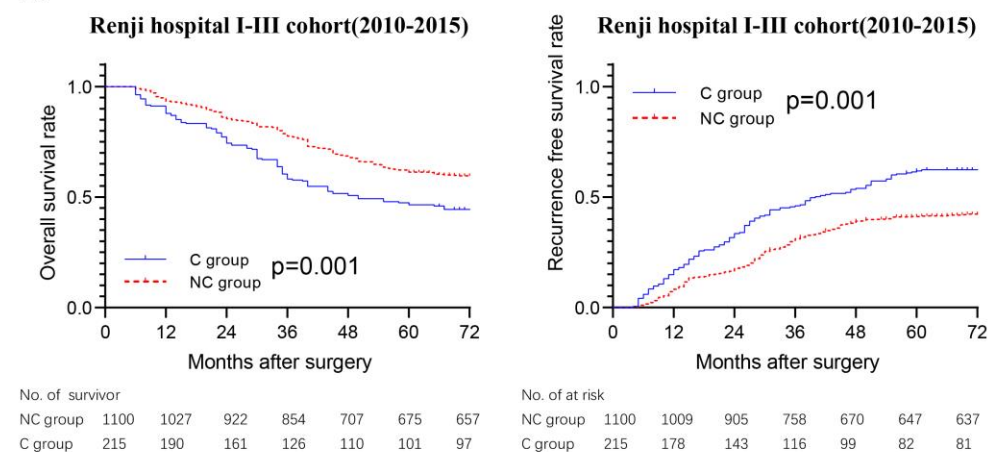 Renji hospital I-III cohort(2010-2015)
Overall survival rate
1.0
0.5
0.0
C group
NC group
p=0.001
0 12 24 36 48 60 72
Months after surgery
No. of survivor
NC group 1100 1027 922 854 707 675 657
C group 215 190 161 126 110 101 97
Renji hospital I-III cohort(2010-2015)
Recurrence free survival rate
1.0
0.5
0.0
C group
NC group
p=0.001
0 12 24 36 48 60 72
Months after surgery
No. of at risk
NC group 1100 1009 905 758 670 647 637
C group 215 178 143 116 99 82 81